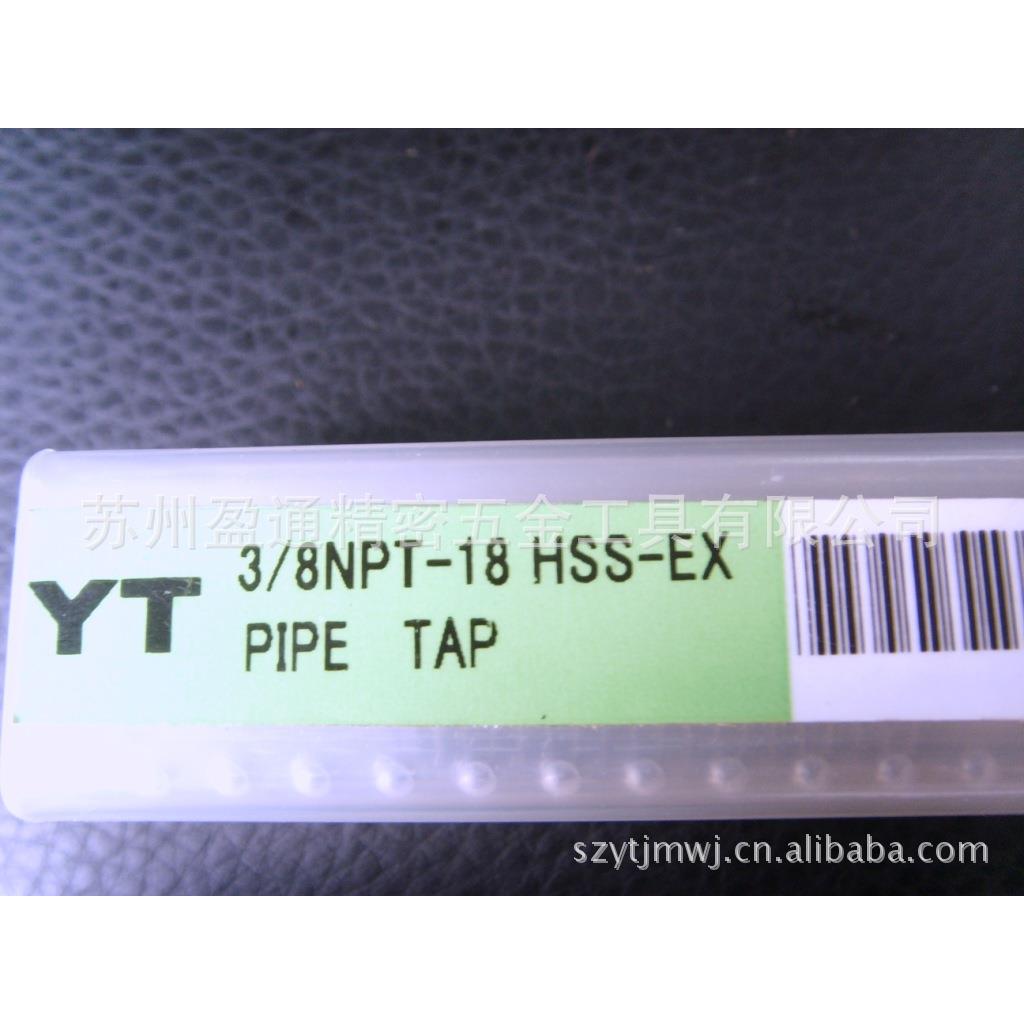 苏州盈通精密五金工具有限公司
YT
3/8NPT-18 HSS-EX
PIPE TAP
szytjmwj.cn.alibaba.com